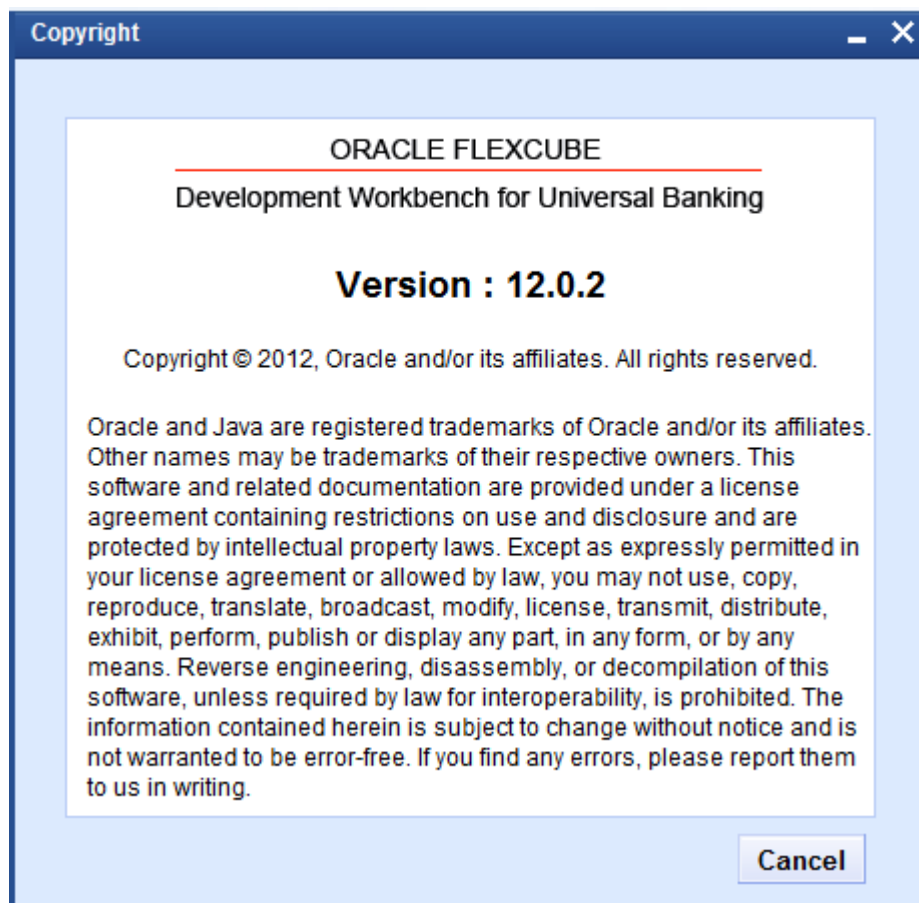 Copyright
ORACLE FLEXCUBE
Development Workbench for Universal Banking
Version : 12.0.2
Copyright © 2012, Oracle and/or its affiliates. All rights reserved.
Oracle and Java are registered trademarks of Oracle and/or its affiliates.
Other names may be trademarks of their respective owners. This
software and related documentation are provided under a license
agreement containing restrictions on use and disclosure and are
protected by intellectual property laws. Except as expressly permitted in
your license agreement or allowed by law, you may not use, copy,
reproduce, translate, broadcast, modify, license, transmit, distribute,
exhibit, perform, publish or display any part, in any form, or by any
means. Reverse engineering, disassembly, or decompilation of this
software, unless required by law for interoperability, is prohibited. The
information contained herein is subject to change without notice and is
not warranted to be error-free. If you find any errors, please report them
to us in writing.
Cancel